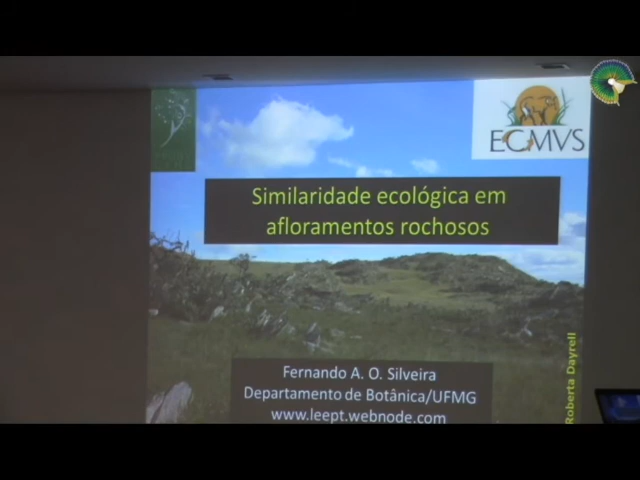 ECMVS
Similaridade ecológica em
afloramentos rochosos
Fernando A. O. Silveira
Departamento de Botânica/UFMG
www.leept.webnode.com
Roberta Dayrell